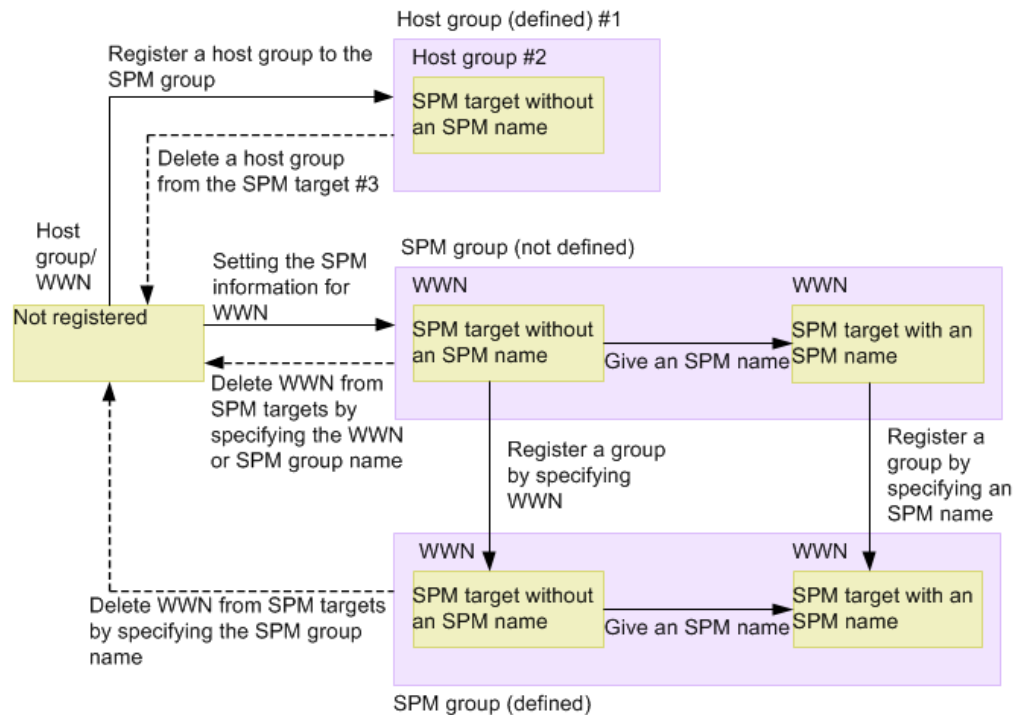 Host group (defined) #1
Register a host group to the
SPM group
Host group #2
SPM target without
an SPM name
Delete a host group
from the SPM target #3
Host
group/
WWN
Setting the SPM
information for
WWN
SPM group (not defined)
Not registered
WWN
SPM target without
an SPM name
Give an SPM name
WWN
SPM target with an
SPM name
Delete WWN from
SPM targets by
specifying the WWN
or SPM group name
Register a group
by specifying
WWN
Register a
group by
specifying an
SPM name
WWN
SPM target without
an SPM name
Give an SPM name
WWN
SPM target with an
SPM name
Delete WWN from SPM targets
by specifying the SPM group
name
SPM group (defined)